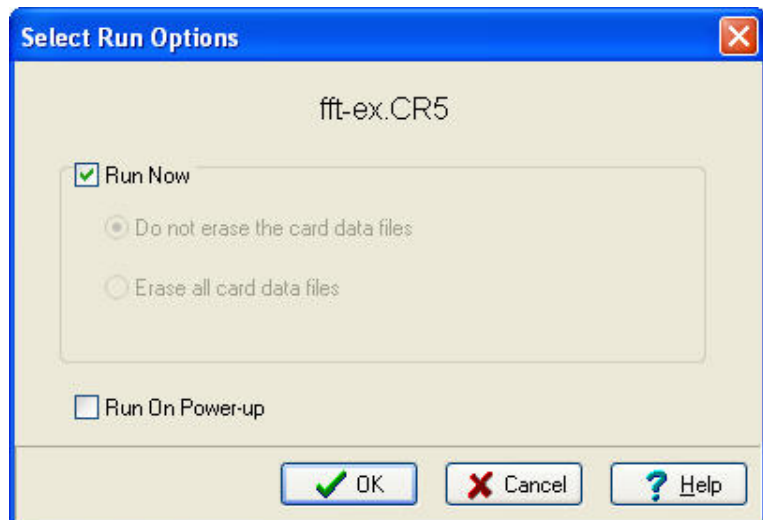 Select Run Options
fft-ex.CR5
Run Now
Do not erase the card data files
Erase all card data files
Run On Power-up
OK Cancel Help